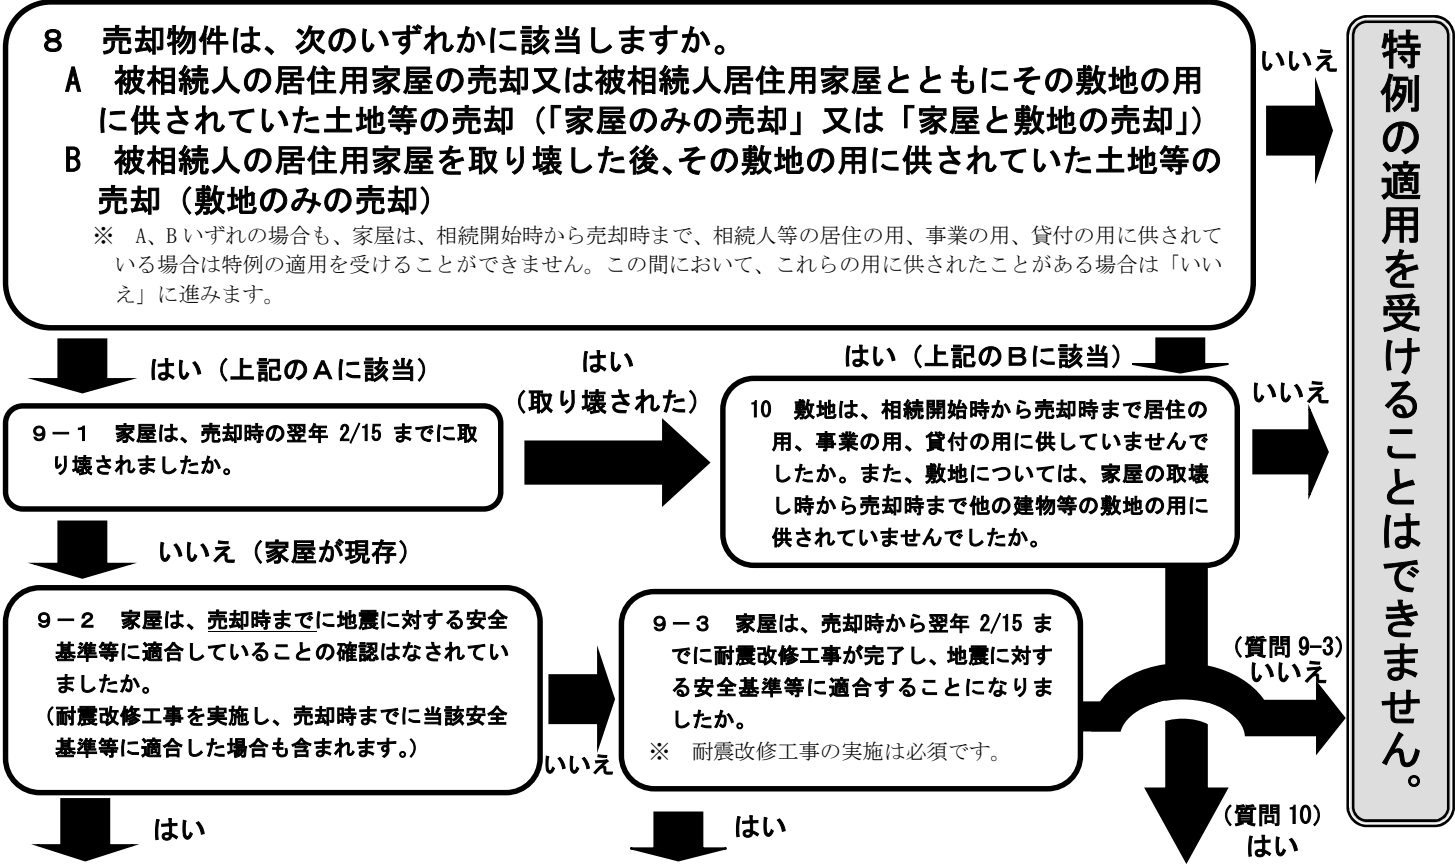 ８　売却物件は、次のいずれかに該当しますか。
A　被相続人の居住用家屋の売却又は被相続人居住用家屋とともにその敷地の用
に供されていた土地等の売却（「家屋のみの売却」又は「家屋と敷地の売却」）
B　被相続人の居住用家屋を取り壊した後、その敷地の用に供されていた土地等の
売却（敷地のみの売却）
※　A、B いずれの場合も、家屋は、相続開始時から売却時まで、相続人等の居住の用、事業の用、貸付の用に供されて
いる場合は特例の適用を受けることができません。この間において、これらの用に供されたことがある場合は「いい
え」に進みます。
いいえ
特例の適用を受けることはできません。
はい（上記のＡに該当）
はい
（取り壊された）
はい（上記のＢに該当）
９－１　家屋は、売却時の翌年 2/15 までに取
り壊されましたか。
10　敷地は、相続開始時から売却時まで居住の
用、事業の用、貸付の用に供していませんで
したか。また、敷地については、家屋の取壊
し時から売却時まで他の建物等の敷地の用に
供されていませんでしたか。
いいえ
いいえ（家屋が現存）
９－２　家屋は、売却時までに地震に対する安全
基準等に適合していることの確認はなされてい
ましたか。
（耐震改修工事を実施し、売却時までに当該安全
基準等に適合した場合も含まれます。）
いいえ
９－３　家屋は、売却時から翌年 2/15 ま
でに耐震改修工事が完了し、地震に対す
る安全基準等に適合することになりま
したか。
※　耐震改修工事の実施は必須です。
（質問 9-3）
いいえ
はい
はい
（質問 10）
はい